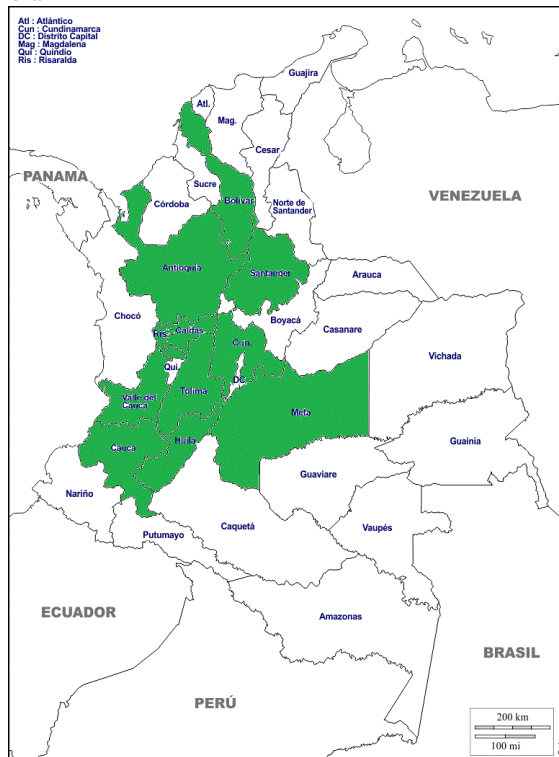 Atl : Atlántico
Cun : Cundinamarca
DC : Distrito Capital
Mag : Magdalena
Qui : Quindio
Ris : Risaralda
Guajira
Atl.
Mag.
Cesar
PANAMA
Sucre
Córdoba
Bolívar
Norte de
Santander
VENEZUELA
Antioquia
Santander
Arauca
Chocó
Boyacá
Casanare
Ris.
Caldas
Cun.
Vichada
Qui.
DC.
Tolima
Valle del
Cauca
Meta
Cauca
Huila
Guainía
Guaviare
Nariño
Caquetá
Vaupés
Putumayo
ECUADOR
Amazonas
BRASIL
PERÚ
200 km
100 mi